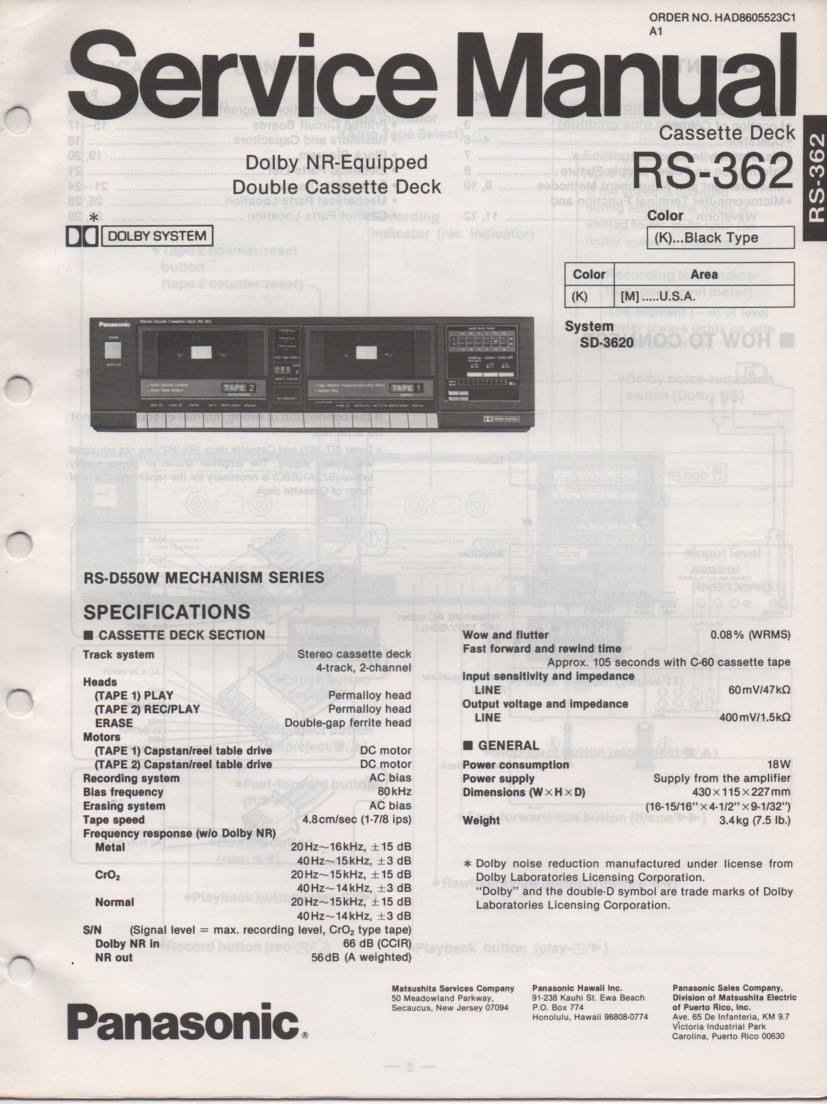 ORDER NO. HAD8605523C1
A1
Service Manual
Cassette Deck
RS-362
RS-362
Dolby NR-Equipped
Double Cassette Deck
*
DOLBY SYSTEM
Color
(K)...Black Type
Color Area
(K) [M].....U.S.A.
System
SD-3620
Panasonic
TAPE 2
TAPE 1
RS-D550W MECHANISM SERIES
SPECIFICATIONS
■ CASSETTE DECK SECTION
Track system Stereo cassette deck
4-track, 2-channel
Heads
(TAPE 1) PLAY Permalloy head
(TAPE 2) REC/PLAY Permalloy head
ERASE Double-gap ferrite head
Motors
(TAPE 1) Capstan/reel table drive DC motor
(TAPE 2) Capstan/reel table drive DC motor
Recording system AC bias
Bias frequency 80kHz
Erasing system AC bias
Tape speed 4.8cm/sec (1-7/8 ips)
Frequency response (w/o Dolby NR)
Metal 20Hz~16kHz, ±15 dB
40Hz~15kHz, ±3 dB
CrO₂ 20Hz~15kHz, ±15 dB
40Hz~14kHz, ±3 dB
Normal 20Hz~15kHz, ±15 dB
40Hz~14kHz, ±3 dB
S/N (Signal level = max. recording level, CrO₂ type tape)
Dolby NR in 66 dB (CCIR)
NR out 56dB (A weighted)
Wow and flutter 0.08% (WRMS)
Fast forward and rewind time
Approx. 105 seconds with C-60 cassette tape
Input sensitivity and impedance
LINE 60mV/47kΩ
Output voltage and impedance
LINE 400mV/1.5kΩ
■ GENERAL
Power consumption 18W
Power supply Supply from the amplifier
Dimensions (W×H×D) 430×115×227mm
(16-15/16"×4-1/2"×9-1/32")
Weight 3.4kg (7.5 lb.)
* Dolby noise reduction manufactured under license from
Dolby Laboratories Licensing Corporation.
"Dolby" and the double-D symbol are trade marks of Dolby
Laboratories Licensing Corporation.
Panasonic®
Matsushita Services Company
50 Meadowland Parkway,
Secaucus, New Jersey 07094
Panasonic Hawaii Inc.
91-238 Kauhi St. Ewa Beach
P.O. Box 774
Honolulu, Hawaii 96808-0774
Panasonic Sales Company,
Division of Matsushita Electric
of Puerto Rico, Inc.
Ave. 65 De Infanteria, KM 9.7
Victoria Industrial Park
Carolina, Puerto Rico 00630